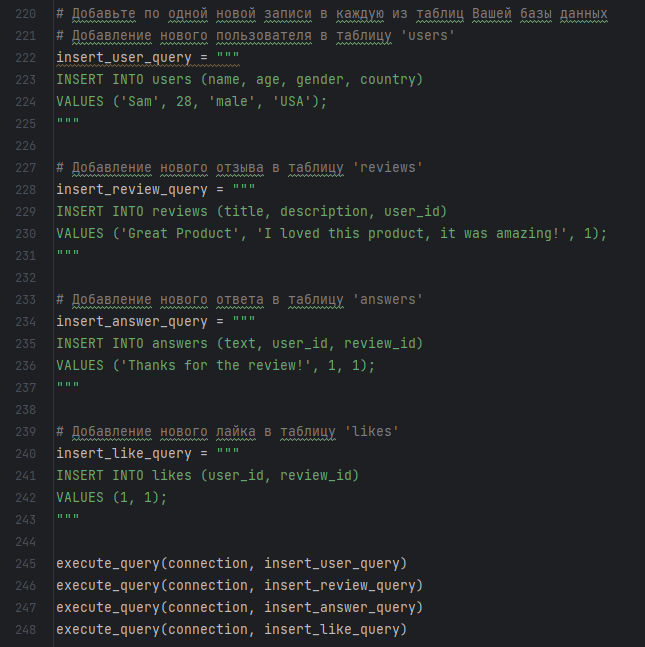 220 # Добавьте по одной новой записи в каждую из таблиц Вашей базы данных
221 # Добавление нового пользователя в таблицу 'users'
222 insert_user_query = """
223 INSERT INTO users (name, age, gender, country)
224 VALUES ('Sam', 28, 'male', 'USA');
225 """
226
227 # Добавление нового отзыва в таблицу 'reviews'
228 insert_review_query = """
229 INSERT INTO reviews (title, description, user_id)
230 VALUES ('Great Product', 'I loved this product, it was amazing!', 1);
231 """
232
233 # Добавление нового ответа в таблицу 'answers'
234 insert_answer_query = """
235 INSERT INTO answers (text, user_id, review_id)
236 VALUES ('Thanks for the review!', 1, 1);
237 """
238
239 # Добавление нового лайка в таблицу 'likes'
240 insert_like_query = """
241 INSERT INTO likes (user_id, review_id)
242 VALUES (1, 1);
243 """
244
245 execute_query(connection, insert_user_query)
246 execute_query(connection, insert_review_query)
247 execute_query(connection, insert_answer_query)
248 execute_query(connection, insert_like_query)